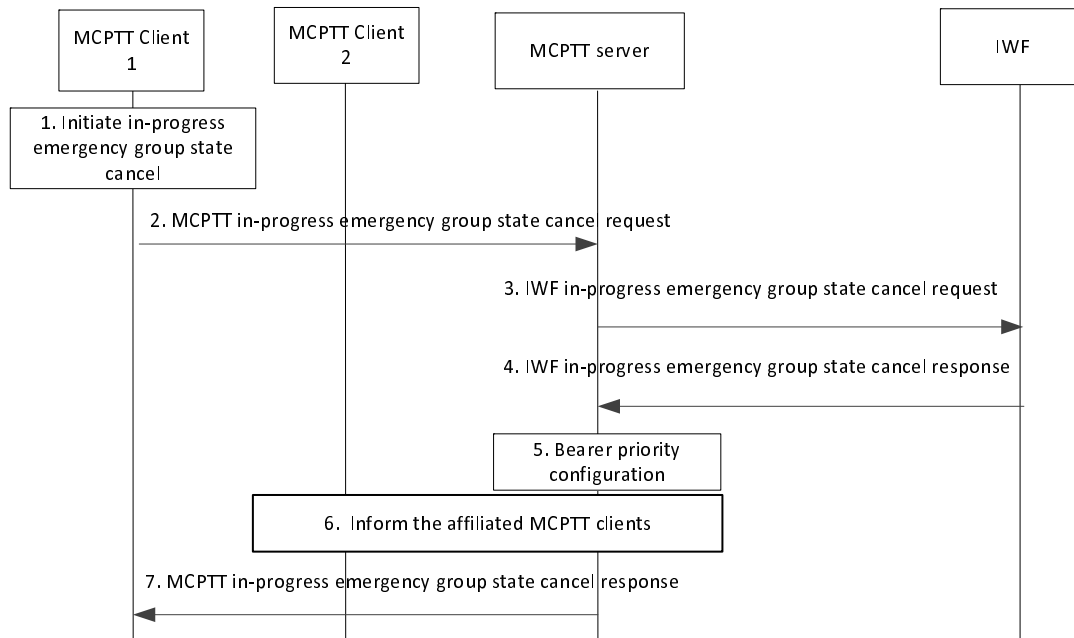 MCPTT Client
1
MCPTT Client
2
MCPTT server
IWF
1. Initiate in-progress
emergency group state
cancel
2. MCPTT in-progress emergency group state cancel request
3. IWF in-progress emergency group state cancel request
4. IWF in-progress emergency group state cancel response
5. Bearer priority
configuration
6. Inform the affiliated MCPTT clients
7. MCPTT in-progress emergency group state cancel response